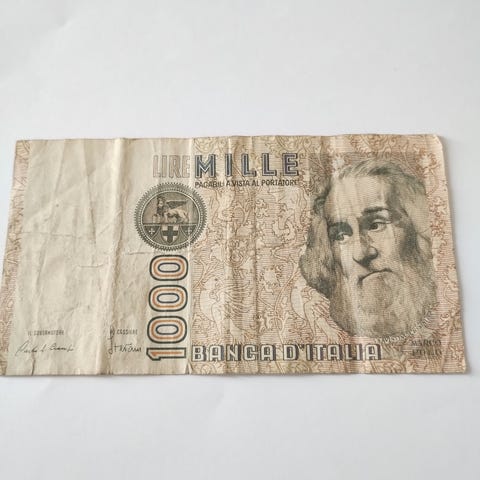 LIRE MILLE
PAGABILI A VISTA AL PORTATORE
1000
IL GOVERNATORE
IL CASSIERE
BANCA D'ITALIA
MARCO
POLO